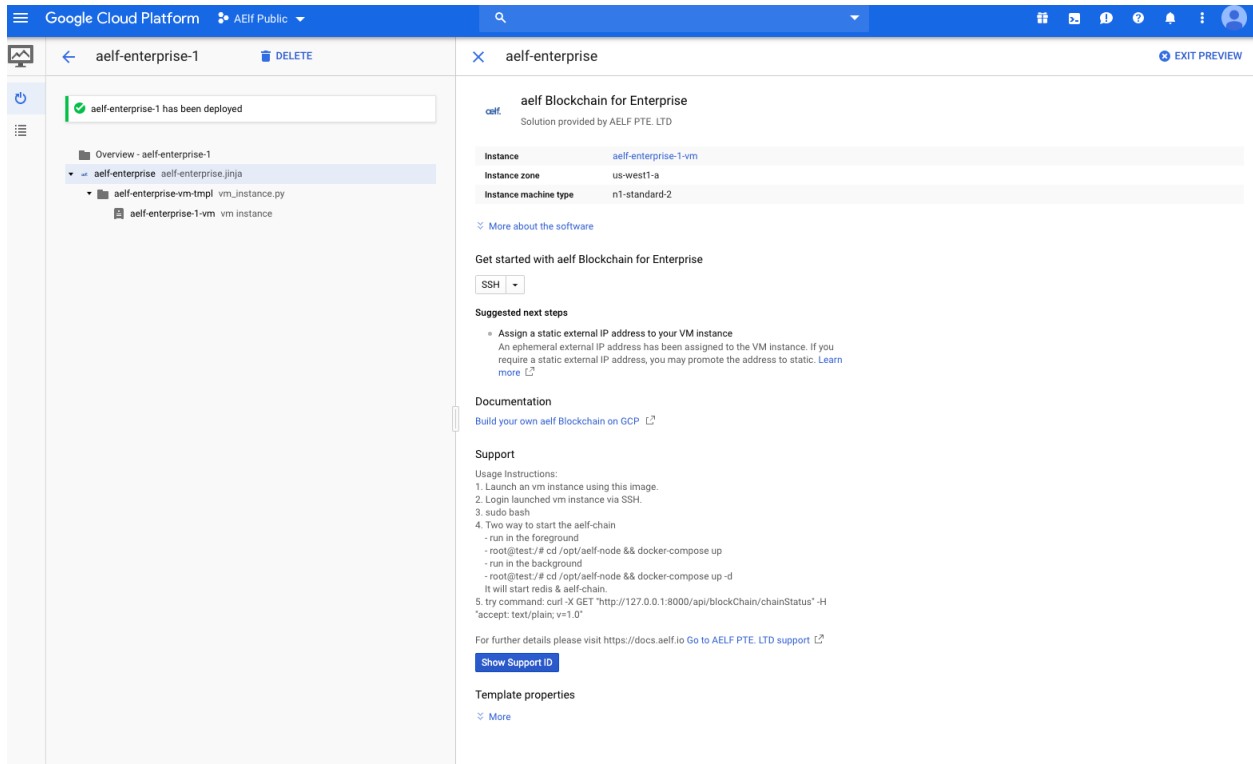 Google Cloud Platform AElf Public
aelf-enterprise-1 DELETE
aelf-enterprise-1 has been deployed
Overview - aelf-enterprise-1
aelf-enterprise aelf-enterprise.jinja
aelf-enterprise-vm-tmpl vm_instance.py
aelf-enterprise-1-vm vm instance
aelf-enterprise EXIT PREVIEW
aelf.
aelf Blockchain for Enterprise
Solution provided by AELF PTE. LTD
Instance aelf-enterprise-1-vm
Instance zone us-west1-a
Instance machine type n1-standard-2
More about the software
Get started with aelf Blockchain for Enterprise
SSH
Suggested next steps
Assign a static external IP address to your VM instance
An ephemeral external IP address has been assigned to the VM instance. If you
require a static external IP address, you may promote the address to static. Learn
more
Documentation
Build your own aelf Blockchain on GCP
Support
Usage Instructions:
1. Launch an vm instance using this image.
2. Login launched vm instance via SSH.
3. sudo bash
4. Two way to start the aelf-chain
- run in the foreground
- root@test:/# cd /opt/aelf-node && docker-compose up
- run in the background
- root@test:/# cd /opt/aelf-node && docker-compose up -d
It will start redis & aelf-chain.
5. try command: curl -X GET "http://127.0.0.1:8000/api/blockChain/chainStatus" -H
"accept: text/plain; v=1.0"
For further details please visit https://docs.aelf.io Go to AELF PTE. LTD support
Show Support ID
Template properties
More